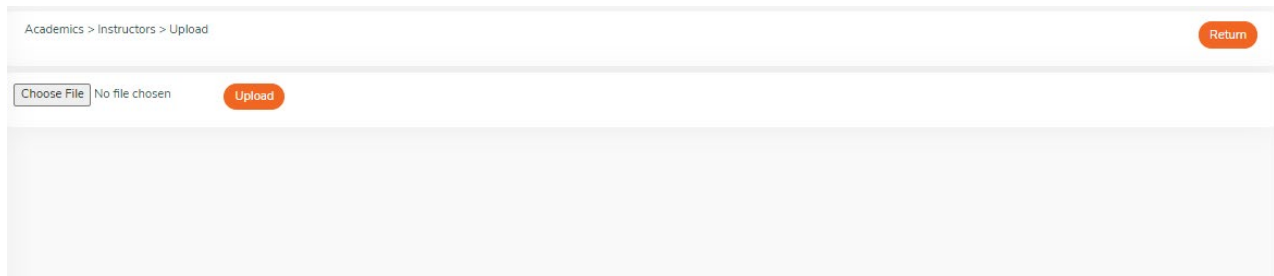 Academics > Instructors > Upload
Return
Choose File No file chosen
Upload